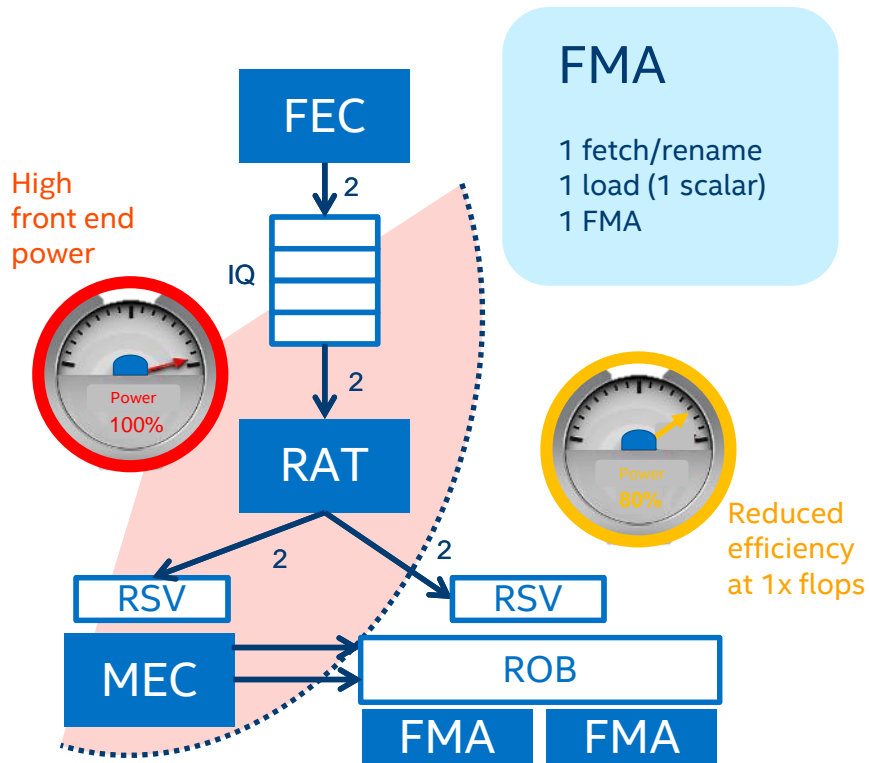 FMA
1 fetch/rename
1 load (1 scalar)
1 FMA
FEC
2
High
front end
power
IQ
Power
100%
2
RAT
Power
80%
Reduced
efficiency
at 1x flops
2
2
RSV
RSV
MEC
ROB
FMA
FMA